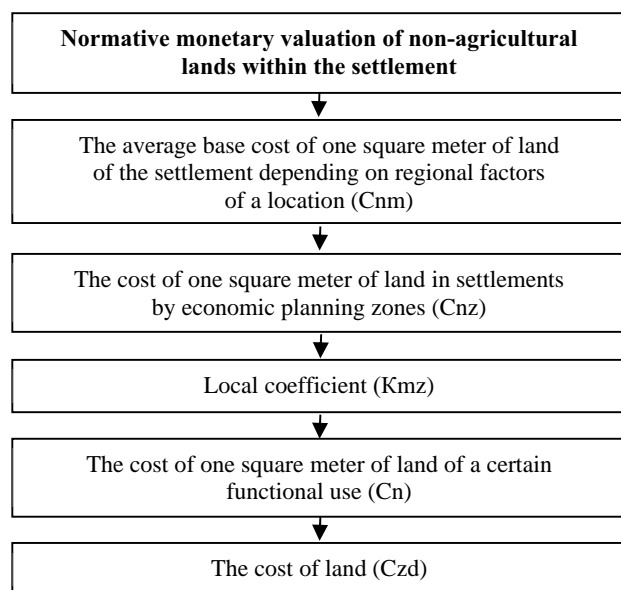 Normative monetary valuation of non-agricultural
lands within the settlement
The average base cost of one square meter of land
of the settlement depending on regional factors
of a location (Cnm)
The cost of one square meter of land in settlements
by economic planning zones (Cnz)
Local coefficient (Kmz)
The cost of one square meter of land of a certain
functional use (Cn)
The cost of land (Czd)